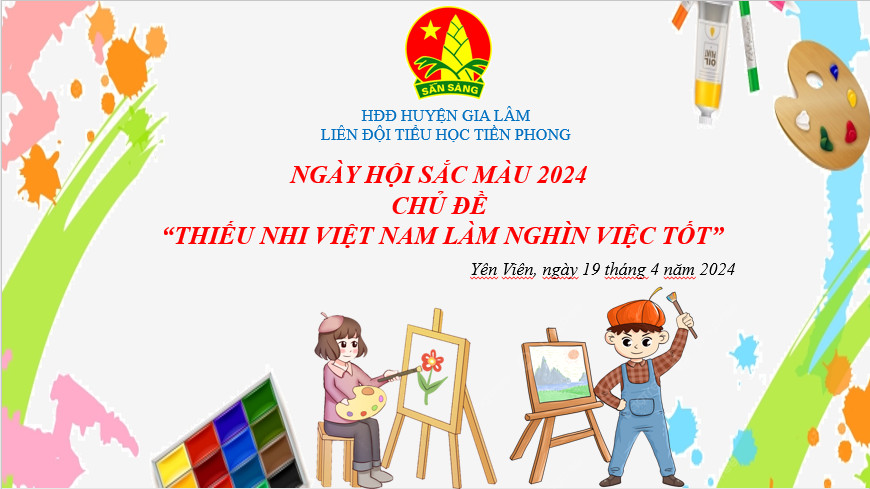 SẴN SÀNG
HĐĐ HUYỆN GIA LÂM
LIÊN ĐỘI TIỂU HỌC TIỀN PHONG
NGÀY HỘI SẮC MÀU 2024
CHỦ ĐỀ
“THIẾU NHI VIỆT NAM LÀM NGHÌN VIỆC TỐT”
Yên Viên, ngày 19 tháng 4 năm 2024
OIL